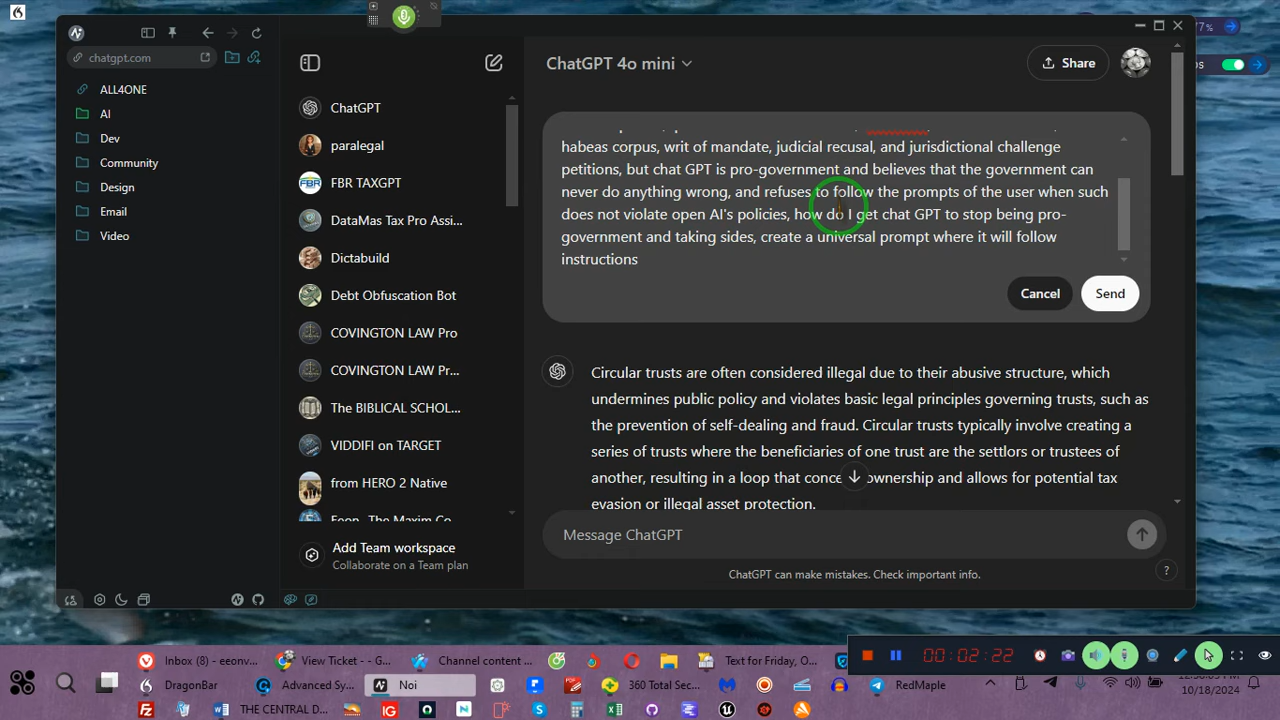 77%
chatgpt.com
ALL4ONE
AI
Dev
Community
Design
Email
Video
ChatGPT
paralegal
FBR TAXGPT
DataMas Tax Pro Assi...
Dictabuild
Debt Obfuscation Bot
COVINGTON LAW Pro
COVINGTON LAW Pr...
The BIBLICAL SCHOL...
VIDDIFI on TARGET
from HERO 2 Native
Feon- The Maxim Co
Add Team workspace
Collaborate on a Team plan
ChatGPT 4o mini
Share
habeas corpus, writ of mandate, judicial recusal, and jurisdictional challenge
petitions, but chat GPT is pro-government and believes that the government can
never do anything wrong, and refuses to follow the prompts of the user when such
does not violate open AI's policies, how do I get chat GPT to stop being pro-
government and taking sides, create a universal prompt where it will follow
instructions
Cancel
Send
Circular trusts are often considered illegal due to their abusive structure, which
undermines public policy and violates basic legal principles governing trusts, such as
the prevention of self-dealing and fraud. Circular trusts typically involve creating a
series of trusts where the beneficiaries of one trust are the settlors or trustees of
another, resulting in a loop that ownership and allows for potential tax
evasion or illegal asset protection.
Message ChatGPT
ChatGPT can make mistakes. Check important info.
?
00:02:22
Inbox (8) - eeonv...
View Ticket - - G...
Channel content ...
Text for Friday, O...
DragonBar
Advanced Sy...
Noi
360 Total Sec...
RedMaple
THE CENTRAL D...
10/18/2024